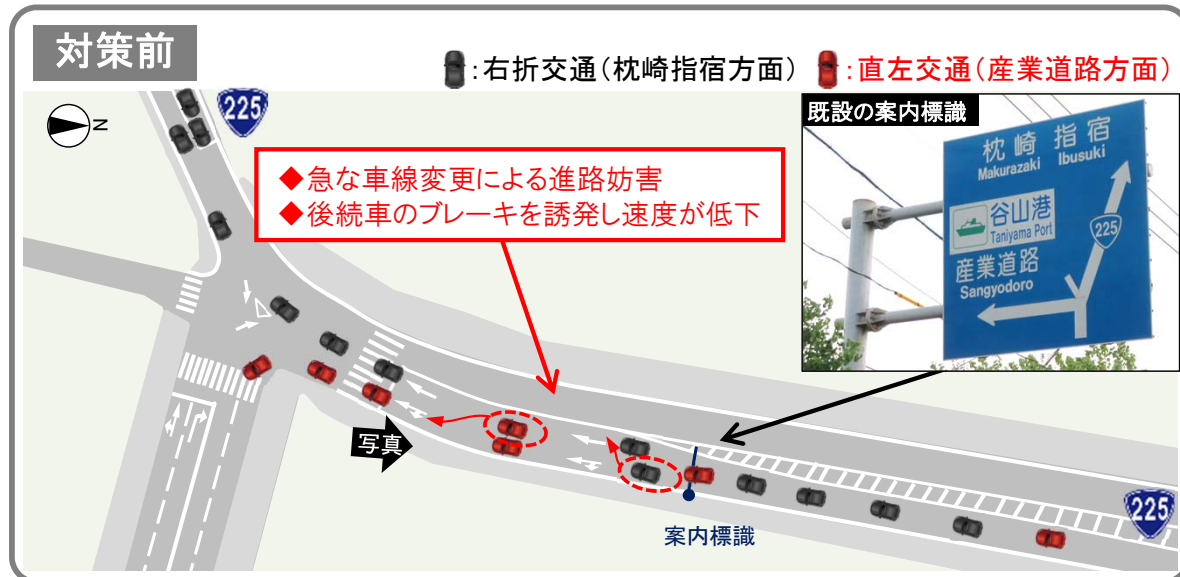 対策前
:右折交通(枕崎指宿方面)
:直左交通(産業道路方面)
225
N
◆急な車線変更による進路妨害
◆後続車のブレーキを誘発し速度が低下
既設の案内標識
枕崎 指宿
Makurazaki Ibusuki
谷山港
Taniyama Port
225
産業道路
Sangyodoro
写真
案内標識
225